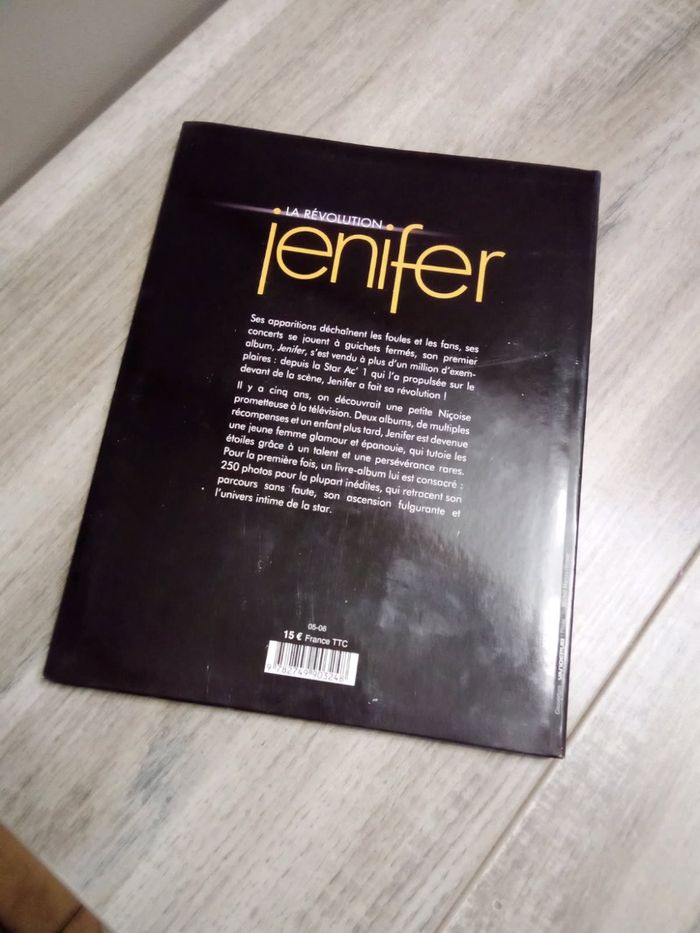 LA RÉVOLUTION
jenifer
Ses apparitions déchaînent les foules et les fans, ses
concerts se jouent à guichets fermés, son premier
album, Jenifer, s'est vendu à plus d'un million d'exem-
plaires : depuis la Star Ac' 1 qui l'a propulsée sur le
devant de la scène, Jenifer a fait sa révolution !
Il y a cinq ans, on découvrait une petite Niçoise
prometteuse à la télévision. Deux albums, de multiples
récompenses et un enfant plus tard, Jenifer est devenue
une jeune femme glamour et épanouie, qui tutoie les
étoiles grâce à un talent et une persévérance rares.
Pour la première fois, un livre-album lui est consacré :
250 photos pour la plupart inédites, qui retracent son
parcours sans faute, son ascension fulgurante et
l'univers intime de la star.
05-06
15 € France TTC
9 782749 903248